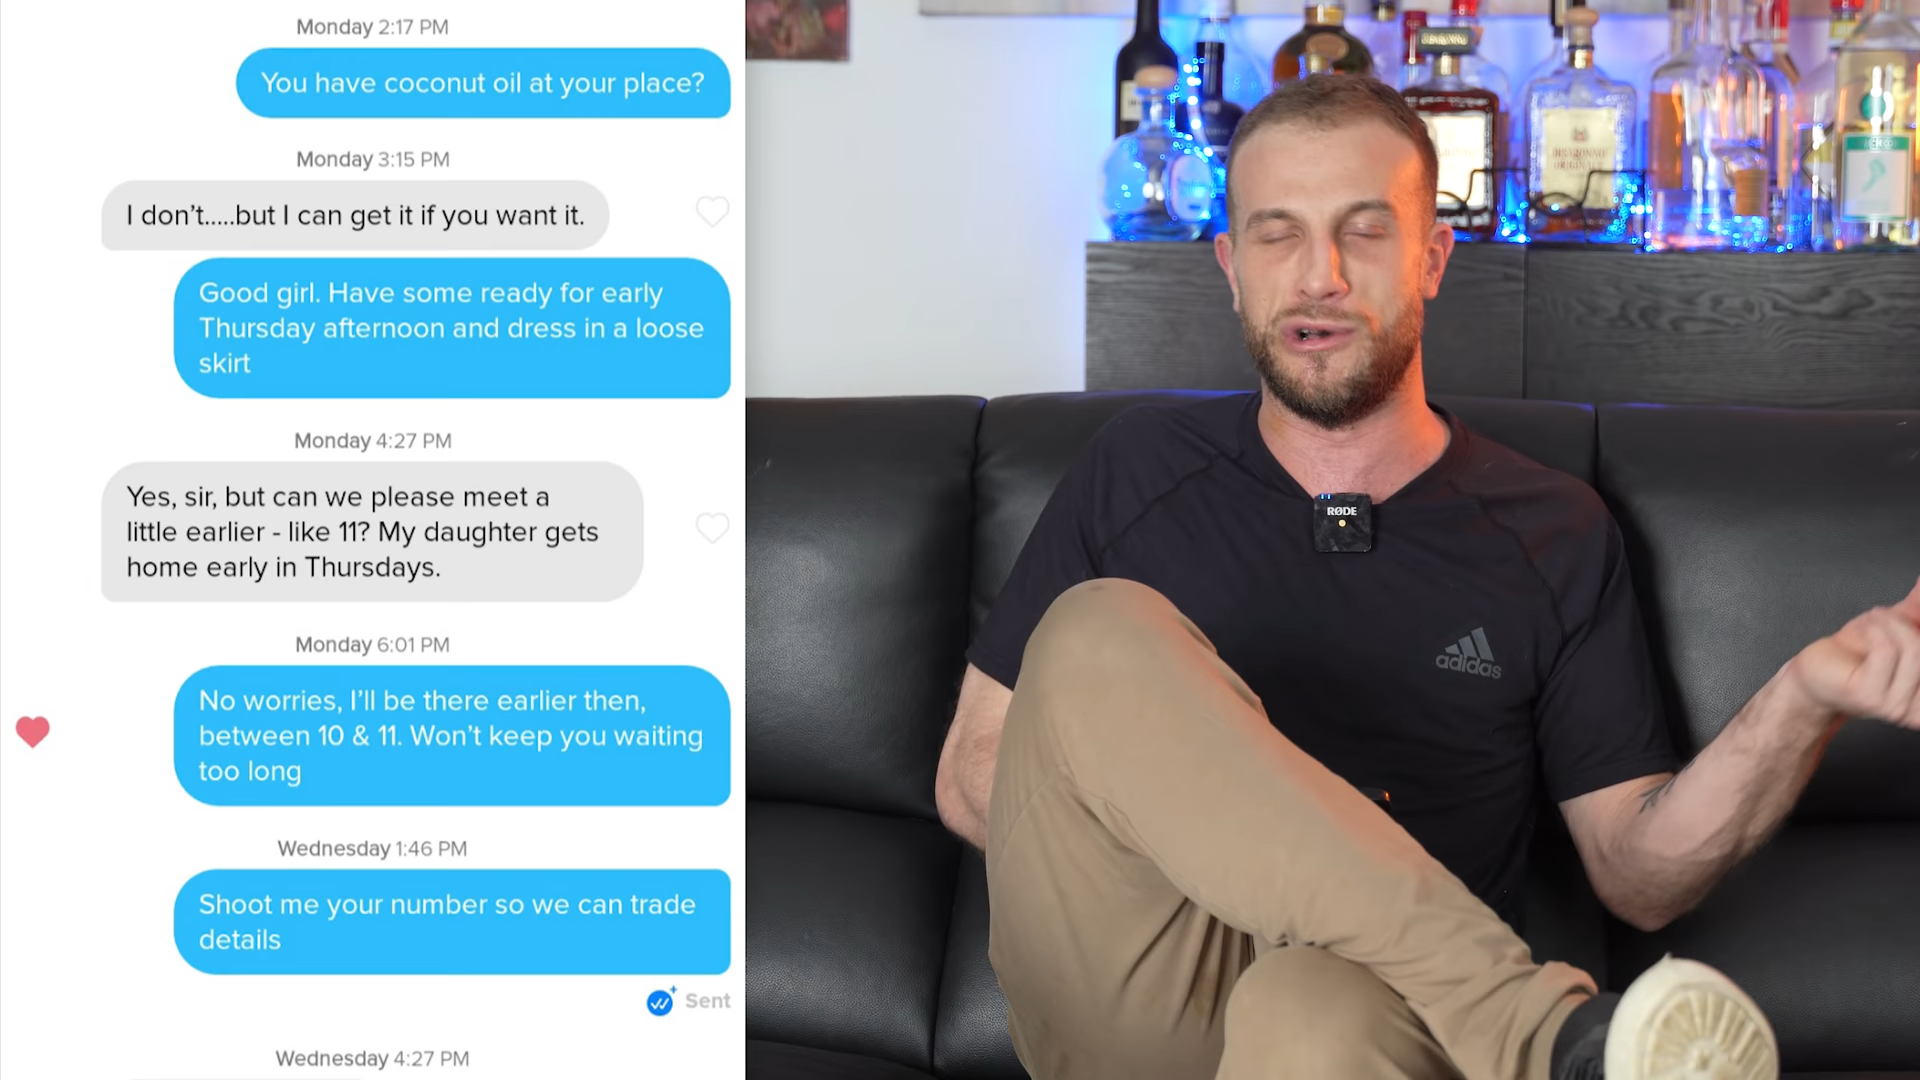 Monday 2:17 PM
You have coconut oil at your place?
Monday 3:15 PM
I don't.....but I can get it if you want it.
Good girl. Have some ready for early
Thursday afternoon and dress in a loose
skirt
Monday 4:27 PM
Yes, sir, but can we please meet a
little earlier - like 11? My daughter gets
home early in Thursdays.
Monday 6:01 PM
No worries, I'll be there earlier then,
between 10 & 11. Won't keep you waiting
too long
Wednesday 1:46 PM
Shoot me your number so we can trade
details
Sent
Wednesday 4:27 PM
RØDE
adidas